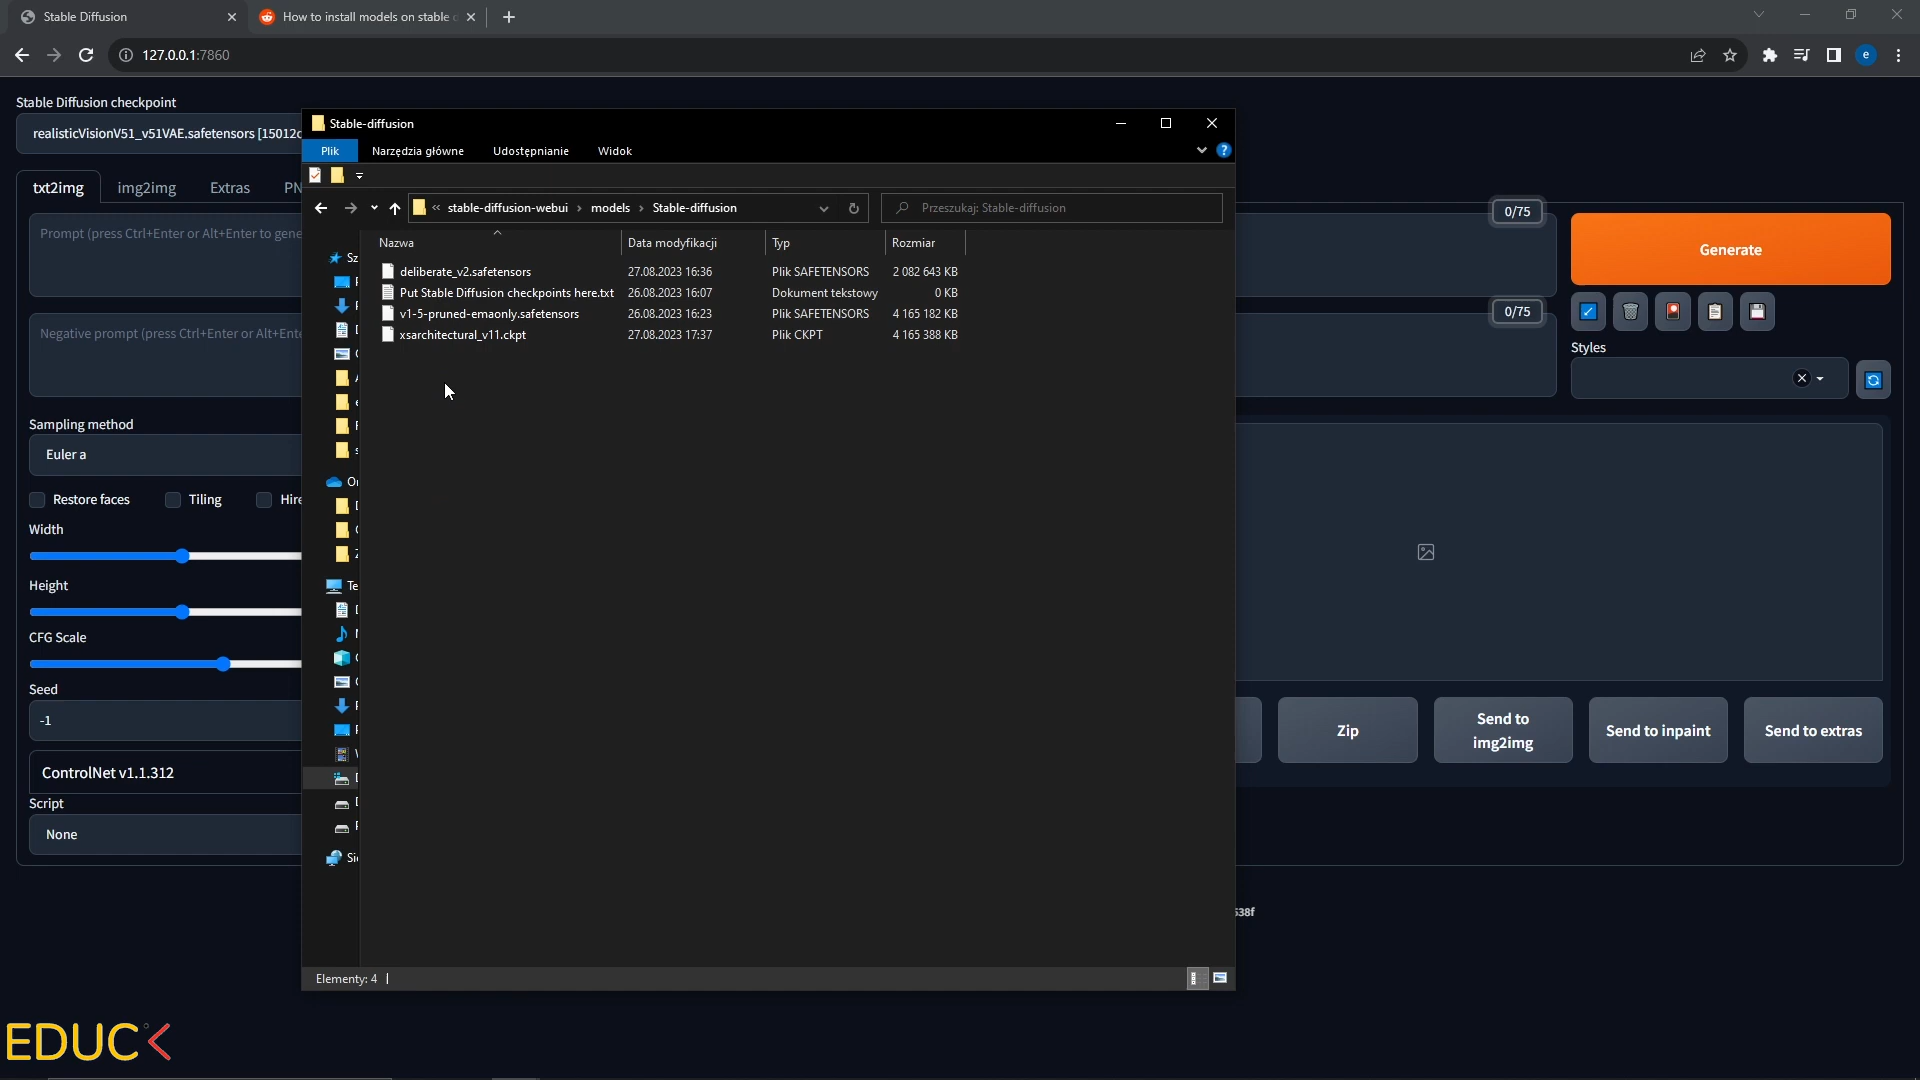 Stable Diffusion
How to install models on stable d
127.0.0.1:7860
e
Stable Diffusion checkpoint
realisticVisionV51_v51VAE.safetensors [15012c
txt2img
img2img
Extras
PN
Prompt (press Ctrl+Enter or Alt+Enter to gene
Negative prompt (press Ctrl+Enter or Alt+Ente
Sampling method
Euler a
Restore faces
Tiling
Hire
Width
Height
CFG Scale
Seed
-1
ControlNet v1.1.312
Script
None
Stable-diffusion
Plik
Narzędzia główne
Udostępnianie
Widok
« stable-diffusion-webui › models › Stable-diffusion
Przeszukaj: Stable-diffusion
Nazwa
Data modyfikacji
Typ
Rozmiar
deliberate_v2.safetensors 27.08.2023 16:36 Plik SAFETENSORS 2 082 643 KB
Put Stable Diffusion checkpoints here.txt 26.08.2023 16:07 Dokument tekstowy 0 KB
v1-5-pruned-emaonly.safetensors 26.08.2023 16:23 Plik SAFETENSORS 4 165 182 KB
xsarchitectural_v11.ckpt 27.08.2023 17:37 Plik CKPT 4 165 388 KB
Sz
Te
Sie
Elementy: 4
0/75
0/75
Generate
Styles
Zip
Send to
img2img
Send to inpaint
Send to extras
538f
EDUC